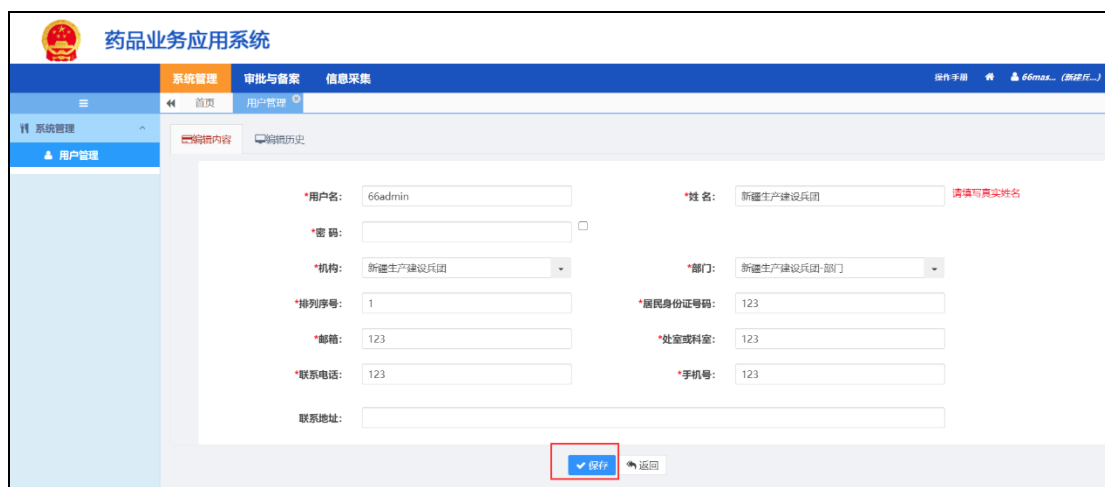 药品业务应用系统
系统管理 审批与备案 信息采集 操作手册 66mas... (新建兵...)
首页 用户管理
系统管理
用户管理
编辑内容 编辑历史
*用户名: 66admin *姓 名: 新疆生产建设兵团 请填写真实姓名
*密 码:
*机构: 新疆生产建设兵团 *部门: 新疆生产建设兵团-部门
*排列序号: 1 *居民身份证号码: 123
*邮箱: 123 *处室或科室: 123
*联系电话: 123 *手机号: 123
联系地址:
保存 返回